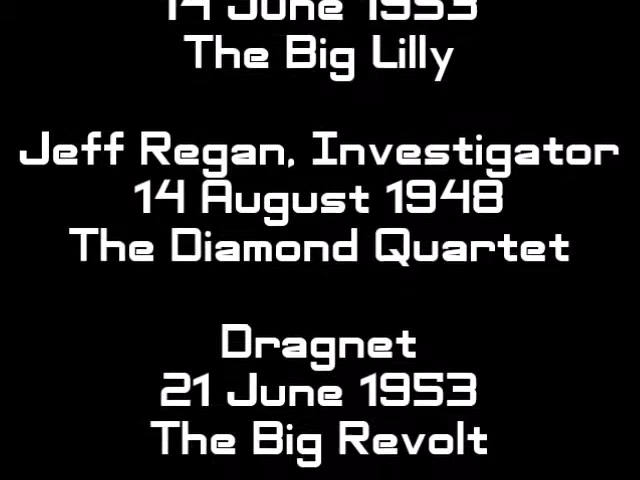 14 June 1953
The Big Lilly
Jeff Regan, Investigator
14 August 1948
The Diamond Quartet
Dragnet
21 June 1953
The Big Revolt